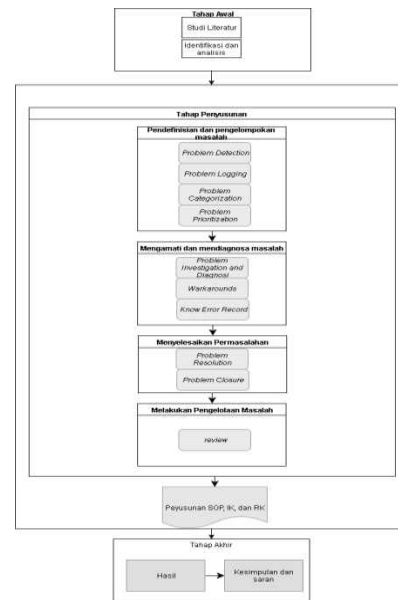 Tahap Awal
Studi Literatur
Identifikasi dan
analisis
Tahap Penyusunan
Pendefinisian dan pengelompokan
masalah
Problem Detection
Problem Logging
Problem
Categorization
Problem
Prioritization
Mengamati dan mendiagnosa masalah
Problem
Investigation and
Diagnosi
Warkarounds
Know Error Record
Menyelesaikan Permasalahan
Problem
Resolution
Problem Closure
Melakukan Pengelolaan Masalah
review
Peyusunan SOP, IK, dan RK
Tahap Akhir
Hasil
Kesimpulan dan
saran